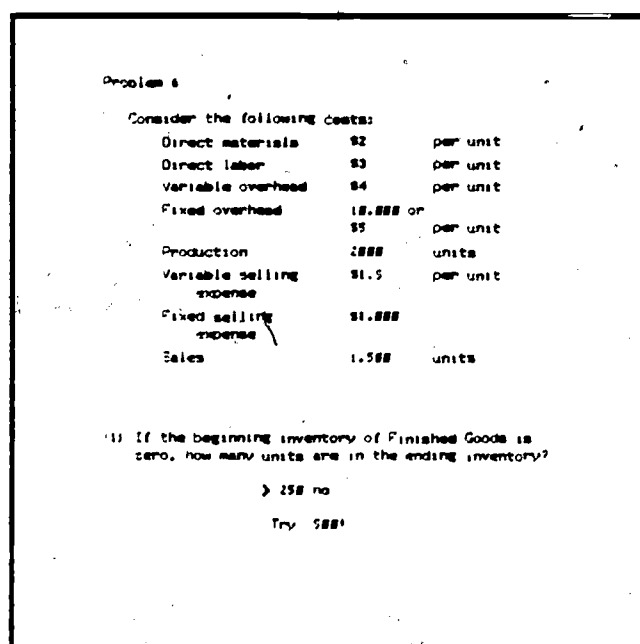 Problem 6
Consider the following costs:
Direct materials $2 per unit
Direct labor $3 per unit
Variable overhead $4 per unit
Fixed overhead 10,000 or
$5 per unit
Production 2000 units
Variable selling $1.5 per unit
expense
Fixed selling $1,000
expense
Sales 1,500 units
(1) If the beginning inventory of Finished Goods is
zero, how many units are in the ending inventory?
> 250 no
Try 500!